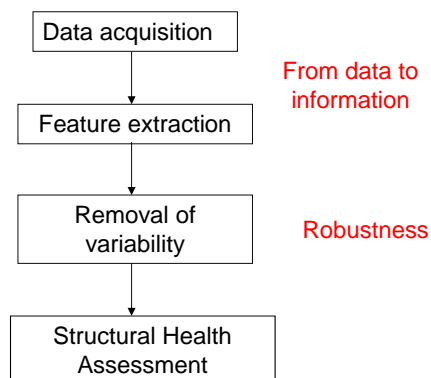 Data acquisition
From data to
information
Feature extraction
Removal of
variability
Robustness
Structural Health
Assessment